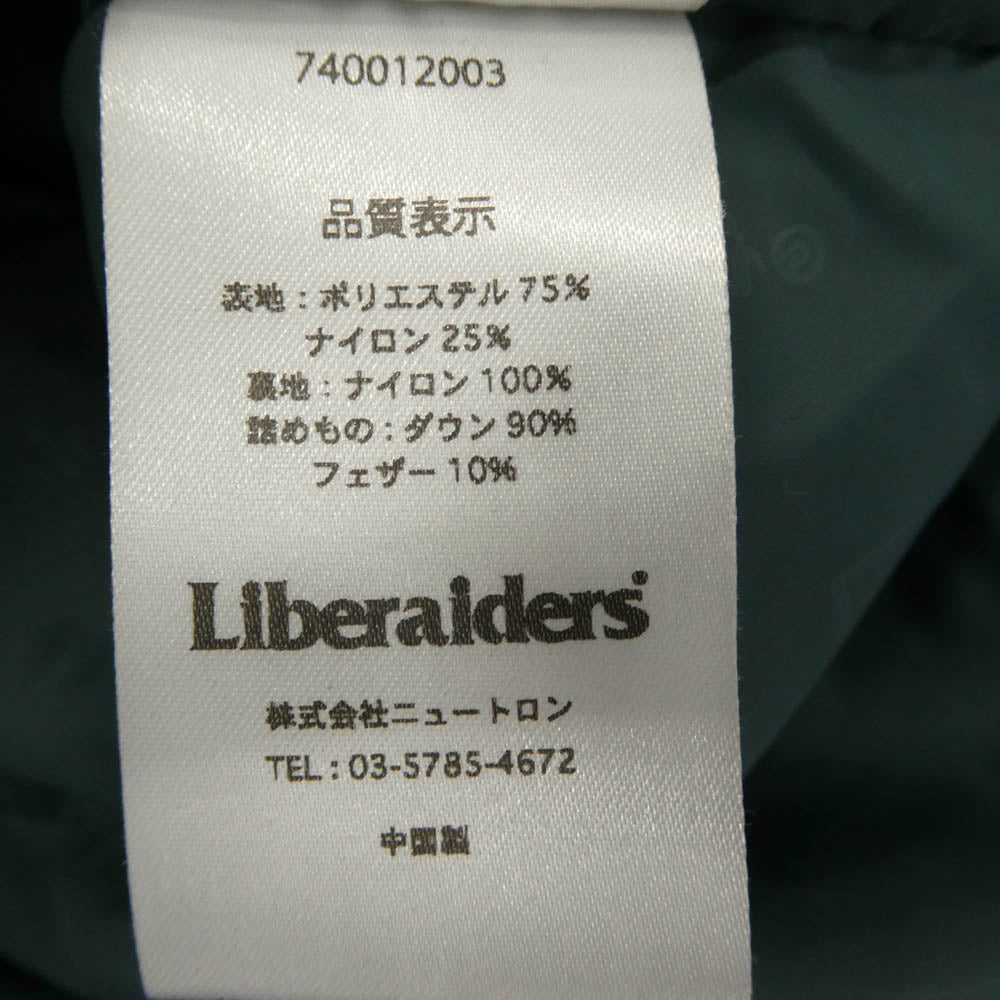 740012003
品質表示
表地：ポリエステル 75%
ナイロン 25%
裏地：ナイロン 100%
詰めもの：ダウン 90%
フェザー 10%
Liberaiders
株式会社ニュートロン
TEL : 03-5785-4672
中国製